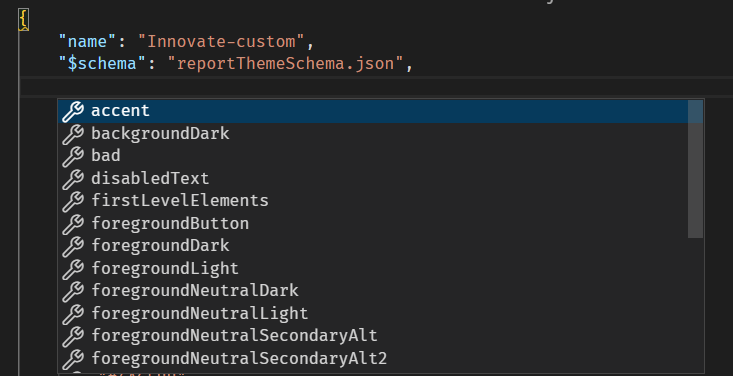 {
"name": "Innovate-custom",
"$schema": "reportThemeSchema.json",
accent
backgroundDark
bad
disabledText
firstLevelElements
foregroundButton
foregroundDark
foregroundLight
foregroundNeutralDark
foregroundNeutralLight
foregroundNeutralSecondaryAlt
foregroundNeutralSecondaryAlt2